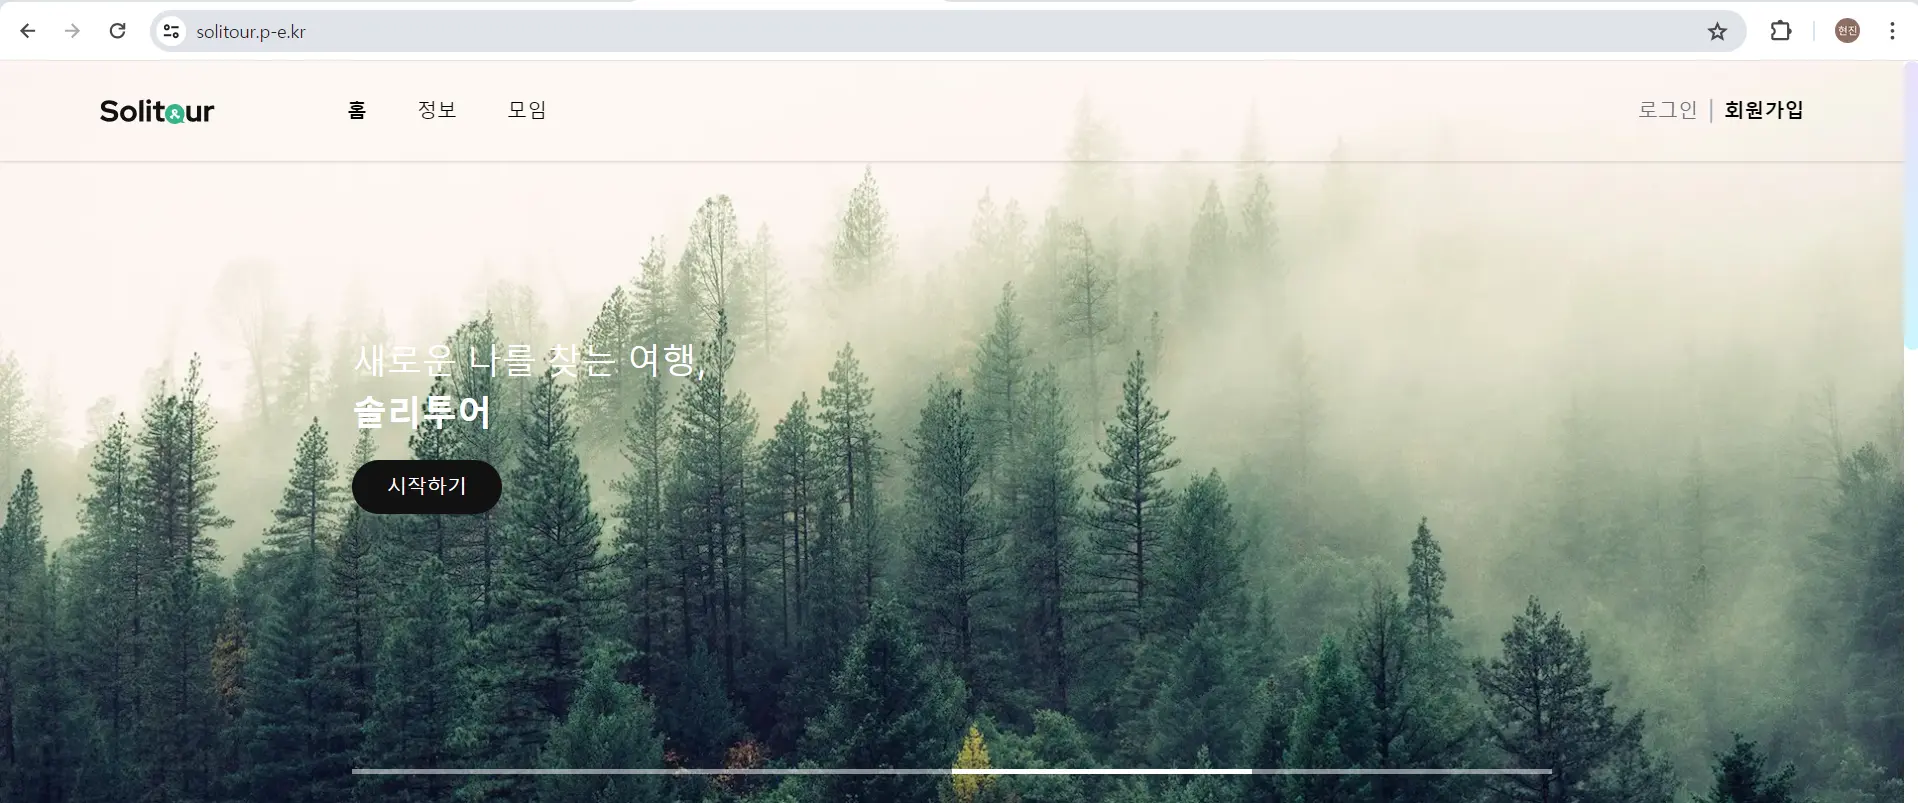 solitour.p-e.kr
현진
Solitour
홈 정보 모임
로그인 | 회원가입
새로운 나를 찾는 여행,
솔리투어
시작하기